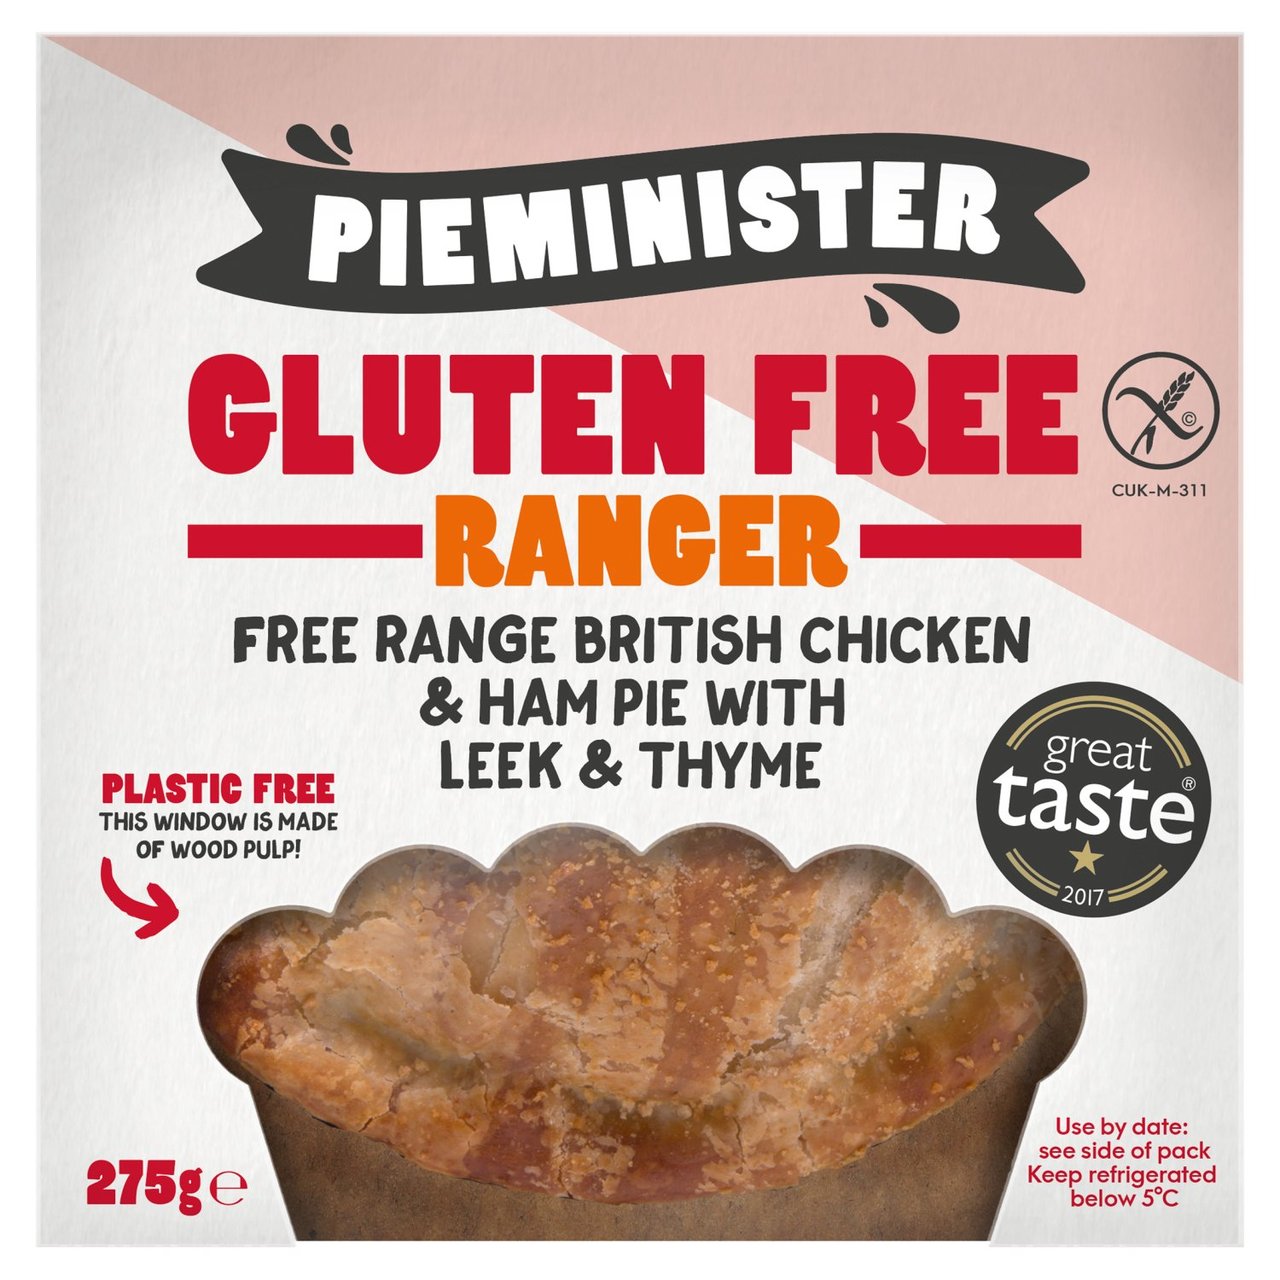 PIEMINISTER
GLUTEN FREE
CUK-M-311
RANGER
FREE RANGE BRITISH CHICKEN
& HAM PIE WITH
LEEK & THYME
great
taste®
2017
PLASTIC FREE
THIS WINDOW IS MADE
OF WOOD PULP!
275g ℮
Use by date:
see side of pack
Keep refrigerated
below 5°C